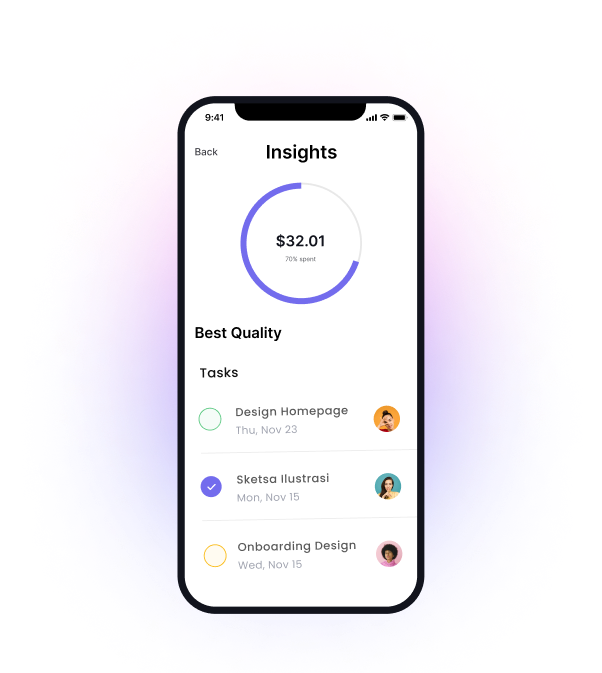 9:41
Back
Insights
$32.01
70% spent
Best Quality
Tasks
Design Homepage
Thu, Nov 23
Sketsa Ilustrasi
Mon, Nov 15
Onboarding Design
Wed, Nov 15